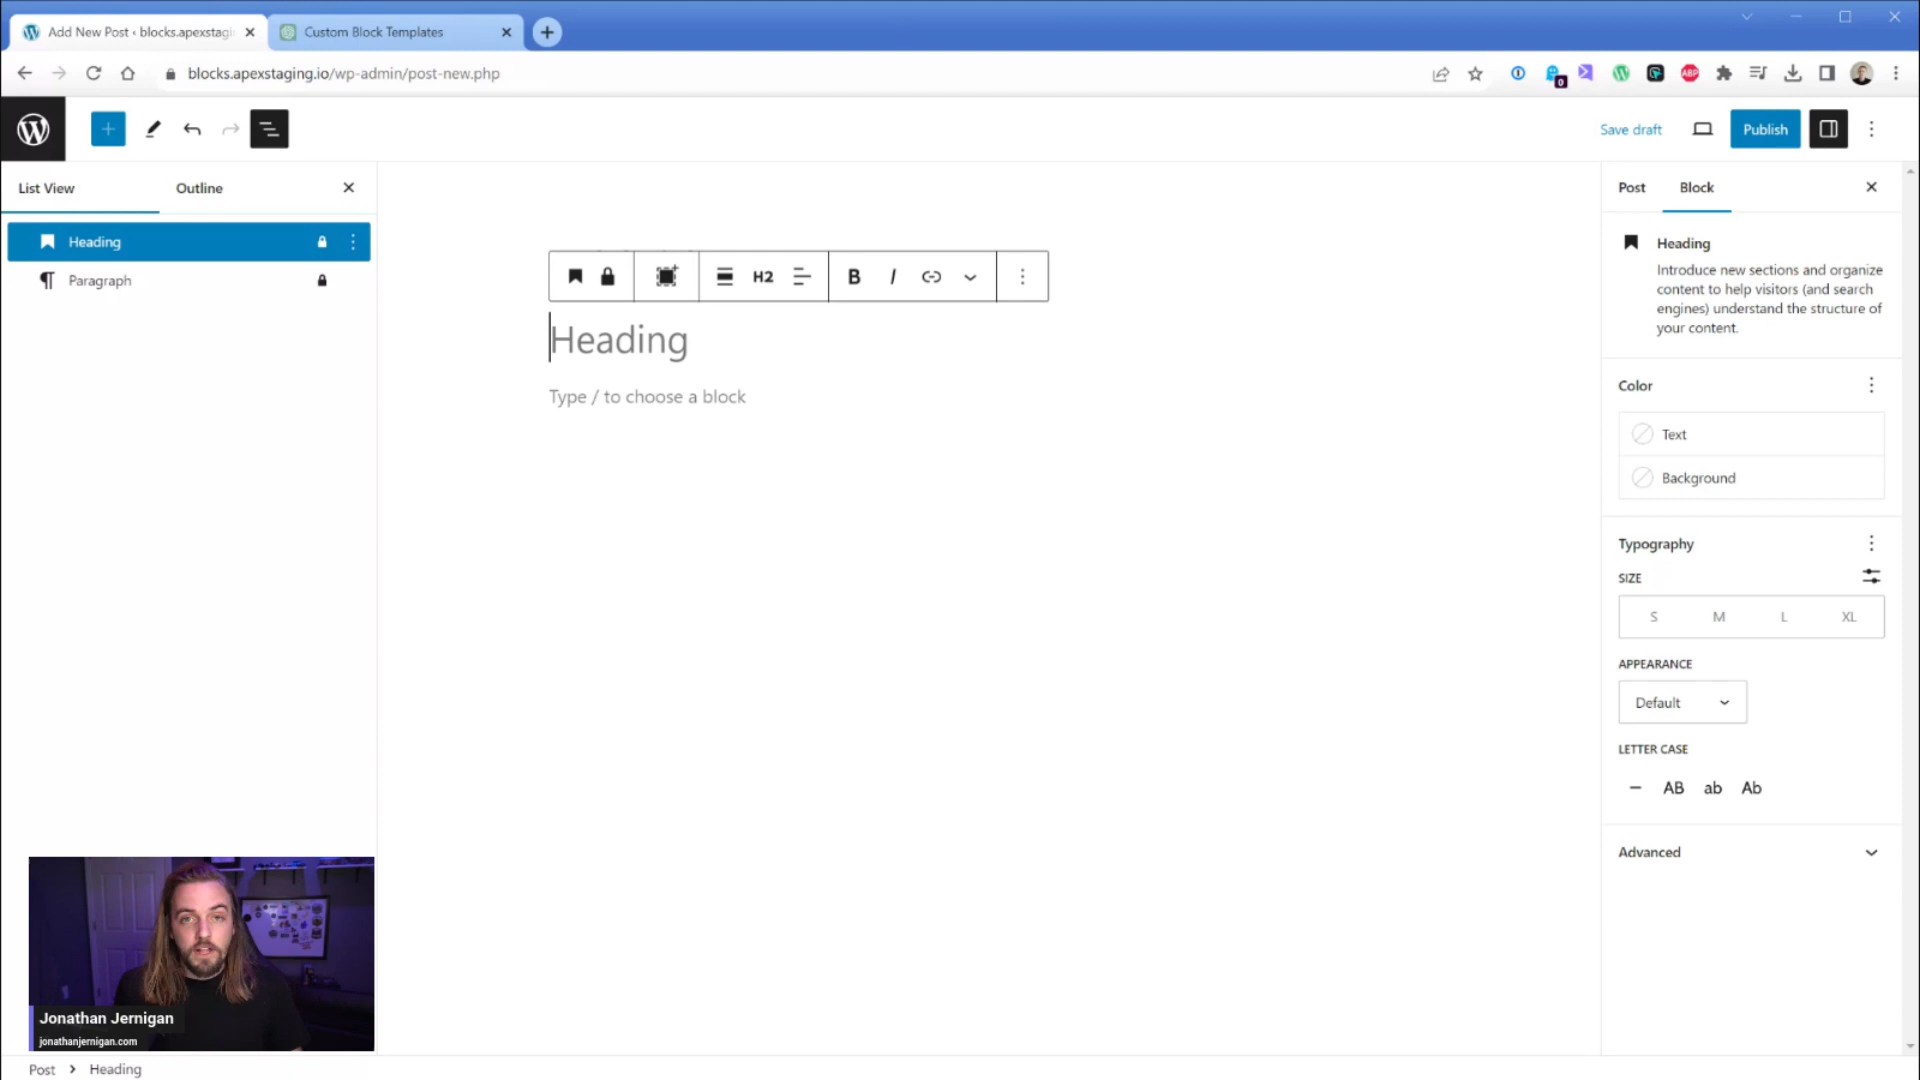 Add New Post ‹ blocks.apexstagi
Custom Block Templates
blocks.apexstaging.io/wp-admin/post-new.php
0
ABP
Save draft
Publish
List View
Outline
Post
Block
Heading
Paragraph
H2
B
I
Heading
Type / to choose a block
Heading
Introduce new sections and organize
content to help visitors (and search
engines) understand the structure of
your content.
Color
Text
Background
Typography
SIZE
S M L XL
APPEARANCE
Default
LETTER CASE
– AB ab Ab
Advanced
Jonathan Jernigan
jonathanjernigan.com
Post > Heading